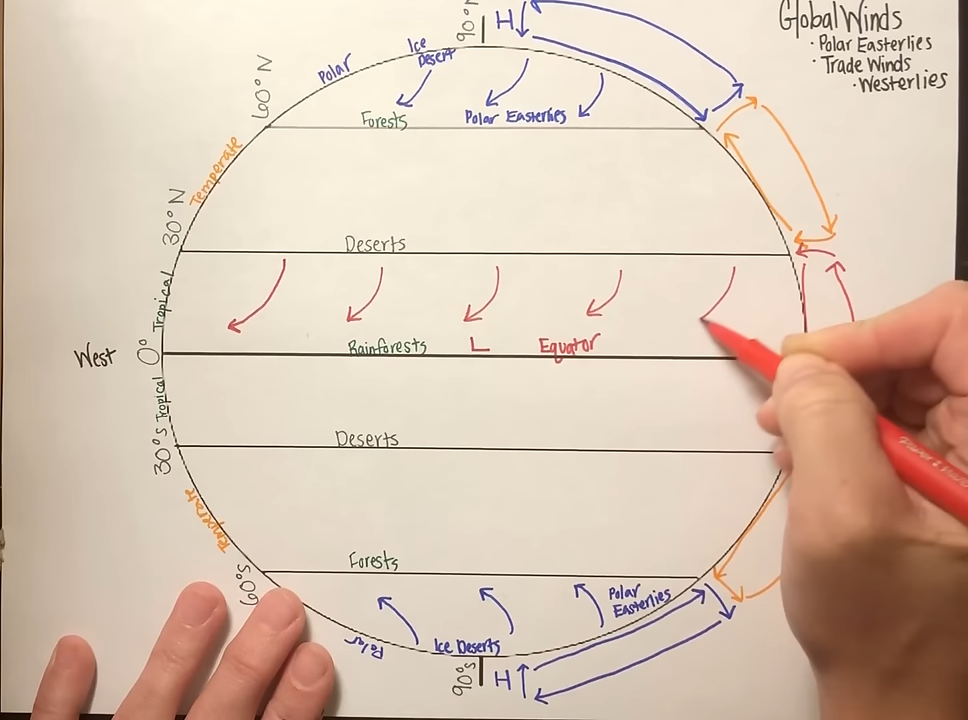 Global Winds
· Polar Easterlies
· Trade Winds
· Westerlies
90°N
H
Ice
Desert
Polar
60°N
Forests
Polar Easterlies
Temperate
30°N
Deserts
Tropical
West
0°
Rainforests
L
Equator
Tropical
30°S
Deserts
Temperate
60°S
Forests
Polar
Easterlies
Polar
Ice Deserts
90°S
H